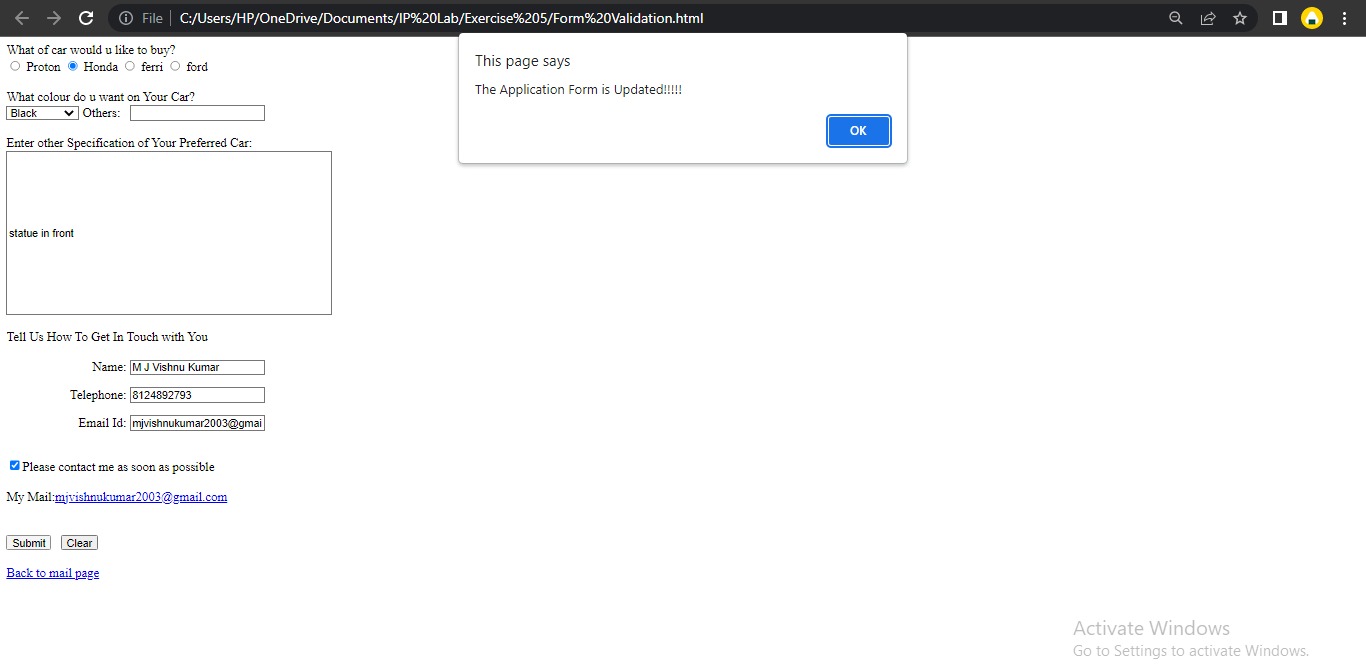 File C:/Users/HP/OneDrive/Documents/IP%20Lab/Exercise%205/Form%20Validation.html
This page says
The Application Form is Updated!!!!!
OK
What of car would u like to buy?
Proton Honda ferri ford
What colour do u want on Your Car?
Black Others:
Enter other Specification of Your Preferred Car:
statue in front
Tell Us How To Get In Touch with You
Name: M J Vishnu Kumar
Telephone: 8124892793
Email Id: mjvishnukumar2003@gmai
Please contact me as soon as possible
My Mail:mjvishnukumar2003@gmail.com
Submit Clear
Back to mail page
Activate Windows
Go to Settings to activate Windows.